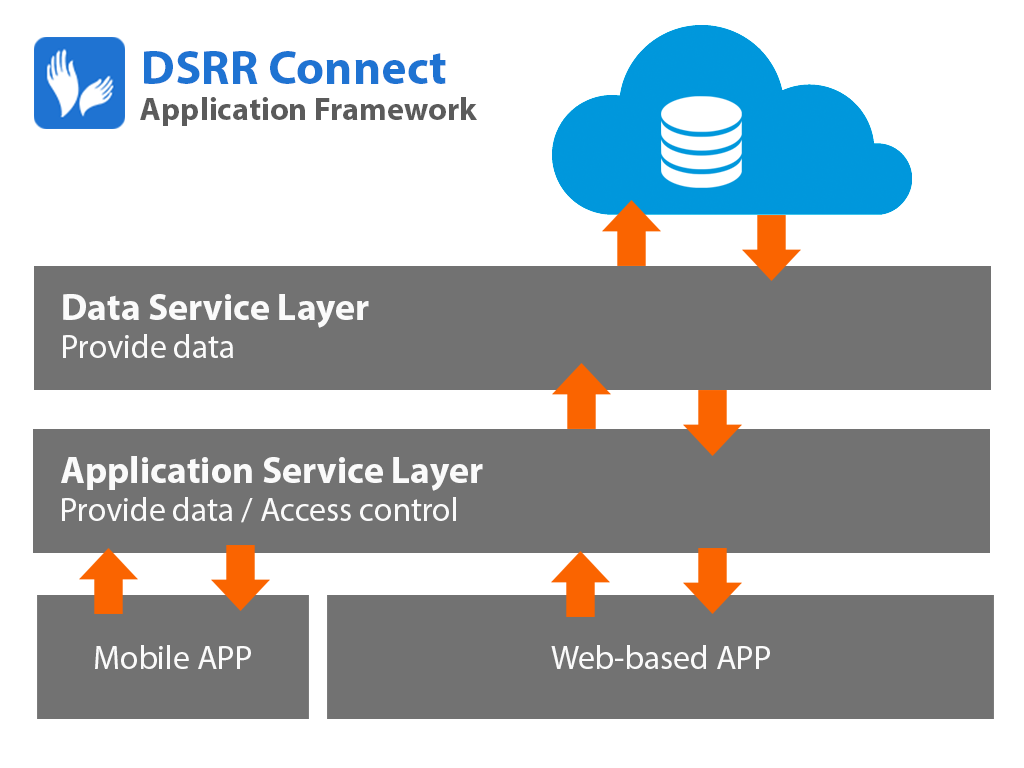 DSRR Connect
Application Framework
Data Service Layer
Provide data
Application Service Layer
Provide data / Access control
Mobile APP
Web-based APP